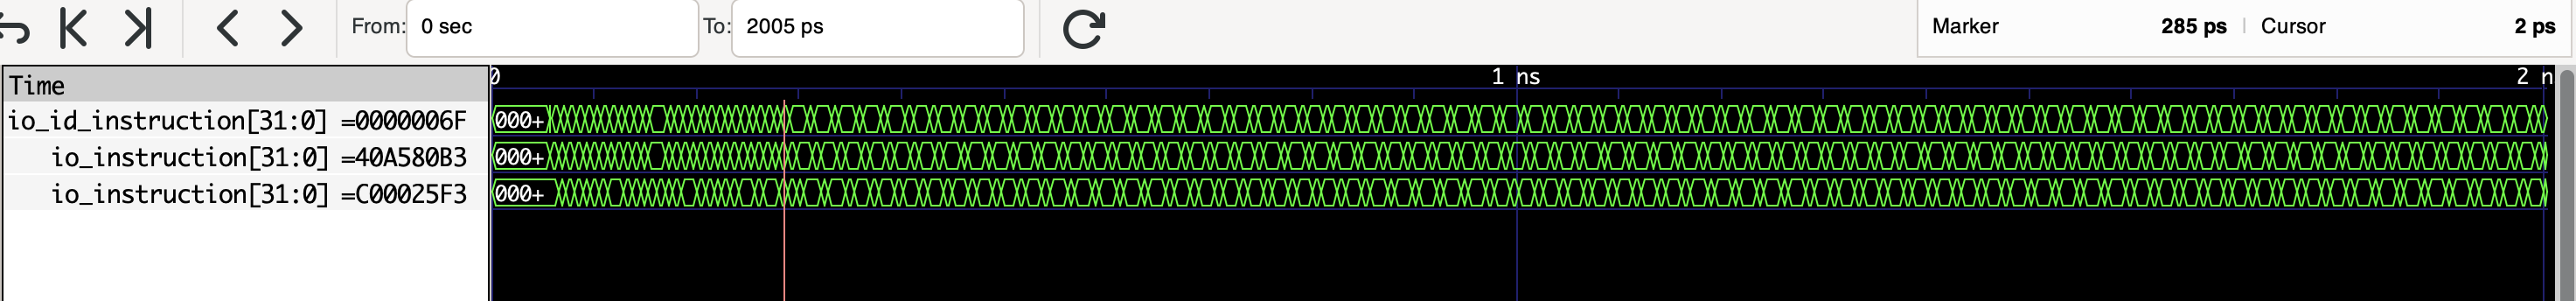 From: 0 sec To: 2005 ps Marker 285 ps | Cursor 2 ps
Time 0 1 ns 2 n
io_id_instruction[31:0] =0000006F 000+
io_instruction[31:0] =40A580B3 000+
io_instruction[31:0] =C00025F3 000+